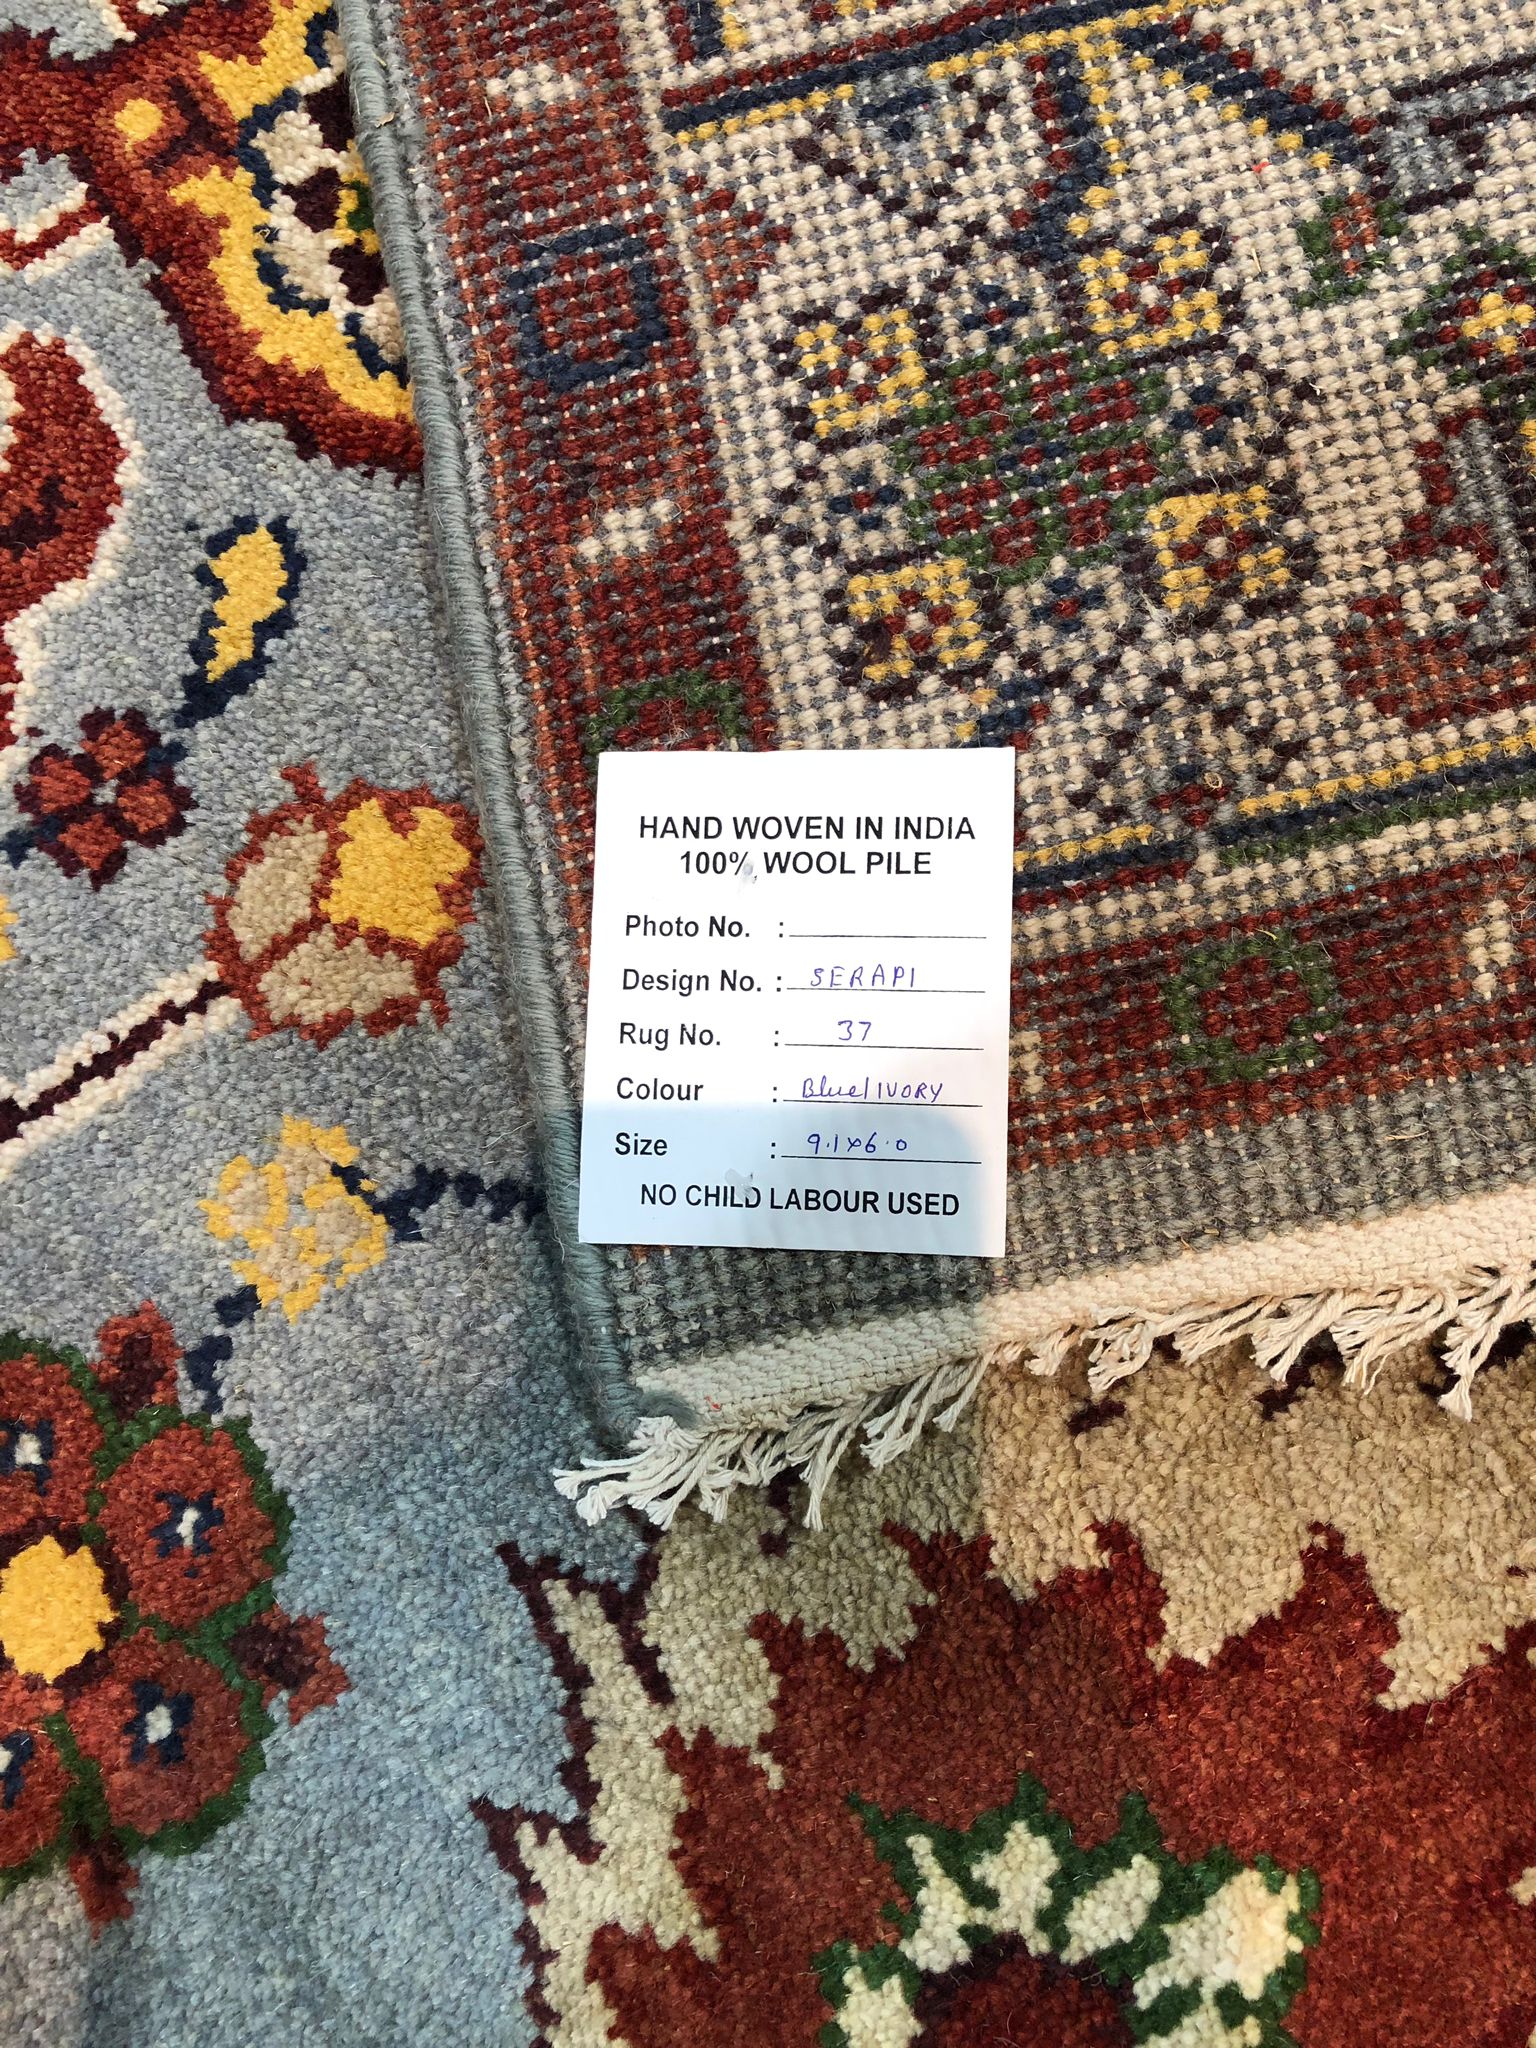 HAND WOVEN IN INDIA
100% WOOL PILE
Photo No. :
Design No. : SERAPI
Rug No. : 37
Colour : Blue/IVORY
Size : 9.1x6.0
NO CHILD LABOUR USED